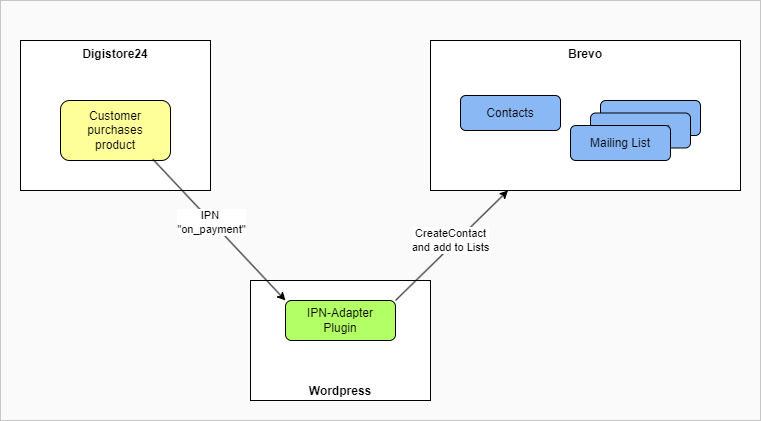 Digistore24
Customer
purchases
product
IPN
"on_payment"
Brevo
Contacts
Mailing List
CreateContact
and add to Lists
IPN-Adapter
Plugin
Wordpress